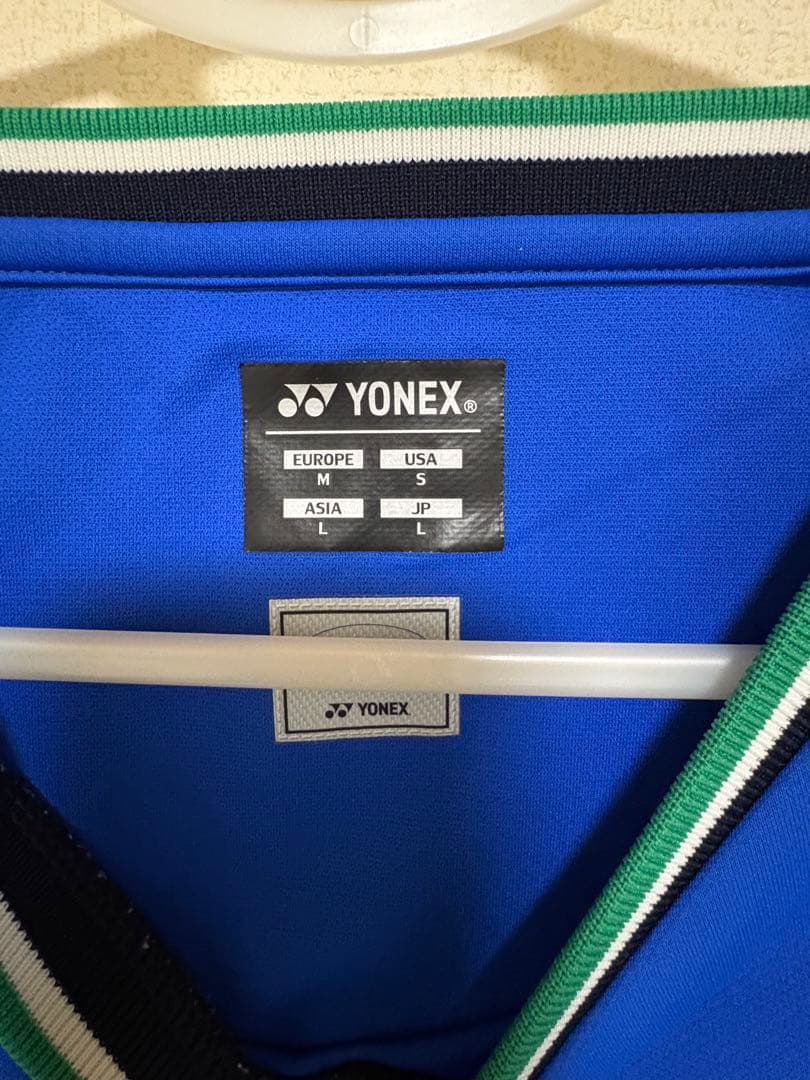 YONEX®
EUROPE USA
M S
ASIA JP
L L
YONEX